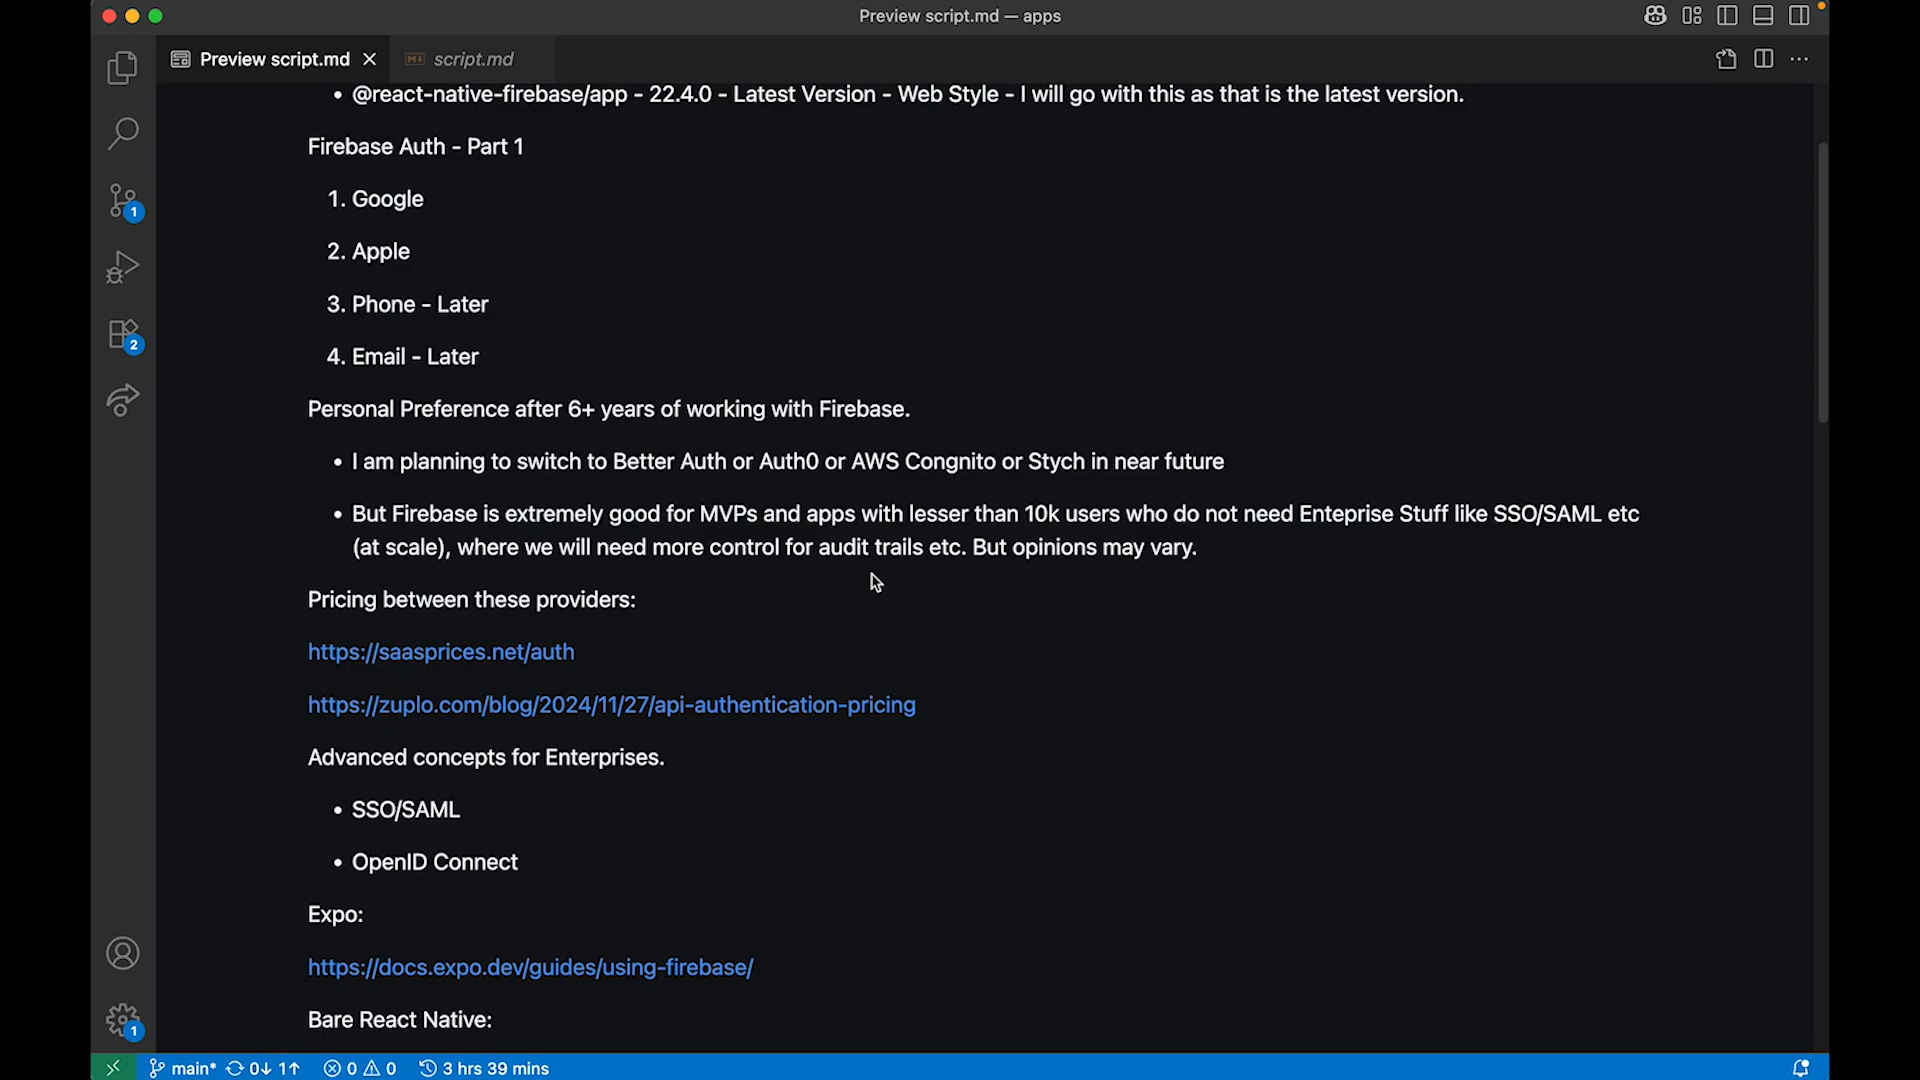 Preview script.md — apps
Preview script.md
script.md
• @react-native-firebase/app - 22.4.0 - Latest Version - Web Style - I will go with this as that is the latest version.
Firebase Auth - Part 1
1. Google
2. Apple
3. Phone - Later
4. Email - Later
Personal Preference after 6+ years of working with Firebase.
• I am planning to switch to Better Auth or Auth0 or AWS Congnito or Stych in near future
• But Firebase is extremely good for MVPs and apps with lesser than 10k users who do not need Enteprise Stuff like SSO/SAML etc
(at scale), where we will need more control for audit trails etc. But opinions may vary.
Pricing between these providers:
https://saasprices.net/auth
https://zuplo.com/blog/2024/11/27/api-authentication-pricing
Advanced concepts for Enterprises.
• SSO/SAML
• OpenID Connect
Expo:
https://docs.expo.dev/guides/using-firebase/
Bare React Native:
1
2
1
main* 0↓ 1↑ 0 0 3 hrs 39 mins